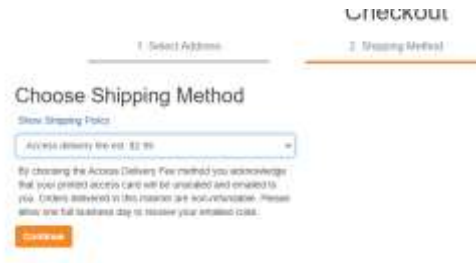 Checkout
1 Select Address
2 Shipping Method
Choose Shipping Method
Show Shipping Policy
Access delivery fee est. $2.99
By choosing the Access Delivery Fee method you acknowledge
that your printed access card will be unsealed and emailed to
you. Orders delivered in this manner are non-refundable. Please
allow one full business day to receive your emailed code.
Continue